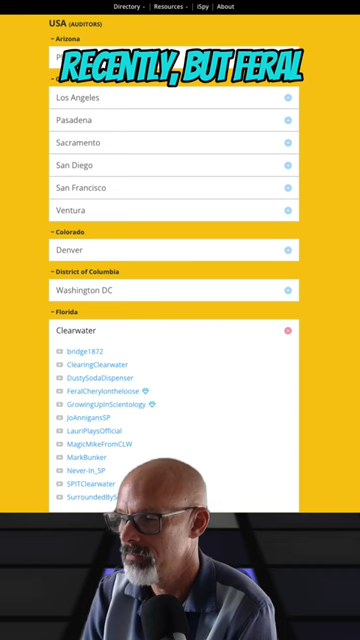 Directory Resources iSpy About
USA (AUDITORS)
~ Arizona
RECENTLY, BUT FERAL
Los Angeles
Pasadena
Sacramento
San Diego
San Francisco
Ventura
~ Colorado
Denver
~ District of Columbia
Washington DC
~ Florida
Clearwater
bridge1872
ClearingClearwater
DustySodaDispenser
FeralCheryIontheloose
GrowingUpInScientology
JoAnnigansSP
LauriPlaysOfficial
MagicMikeFromCLW
MarkBunker
Never-In_SP
SPITClearwater